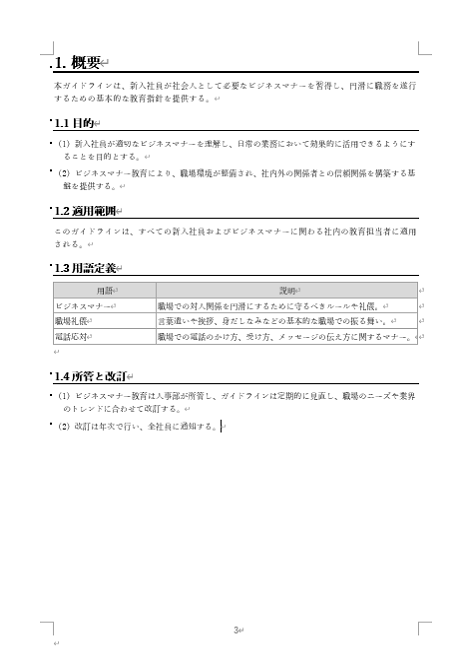 1. 概要
本ガイドラインは、新入社員が社会人として必要なビジネスマナーを習得し、円滑に職務を遂行
するための基本的な教育指針を提供する。
1.1 目的
（1）新入社員が適切なビジネスマナーを理解し、日常の業務において効果的に活用できるようにす
ることを目的とする。
（2）ビジネスマナー教育により、職場環境が整備され、社内外の関係者との信頼関係を構築する基
盤を提供する。
1.2 適用範囲
このガイドラインは、すべての新入社員およびビジネスマナーに関わる社内の教育担当者に適用
される。
1.3 用語定義
用語 説明
ビジネスマナー 職場での対人関係を円滑にするために守るべきルールや礼儀。
職場礼儀 言葉遣いや挨拶、身だしなみなどの基本的な職場での振る舞い。
電話応対 職場での電話のかけ方、受け方、メッセージの伝え方に関するマナー。
1.4 所管と改訂
（1）ビジネスマナー教育は人事部が所管し、ガイドラインは定期的に見直し、職場のニーズや業界
のトレンドに合わせて改訂する。
（2）改訂は年次で行い、全社員に通知する。
3